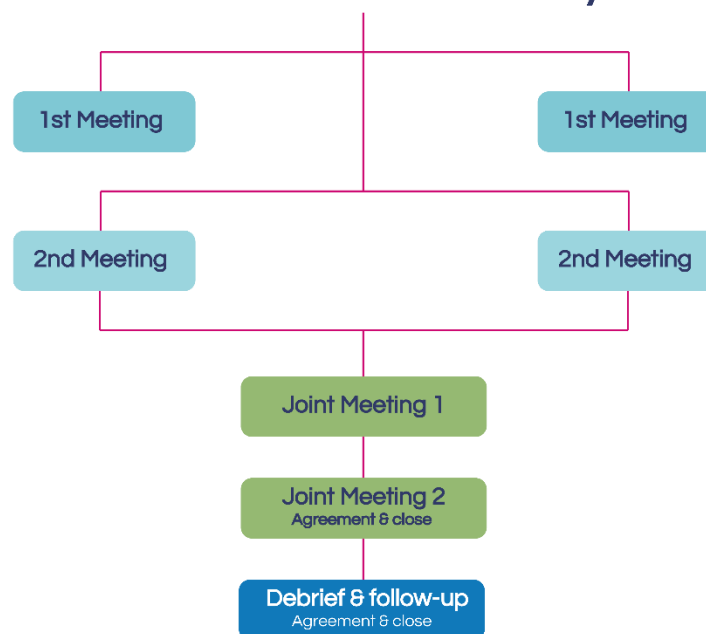 1st Meeting
1st Meeting
2nd Meeting
2nd Meeting
Joint Meeting 1
Joint Meeting 2
Agreement & close
Debrief & follow-up
Agreement & close